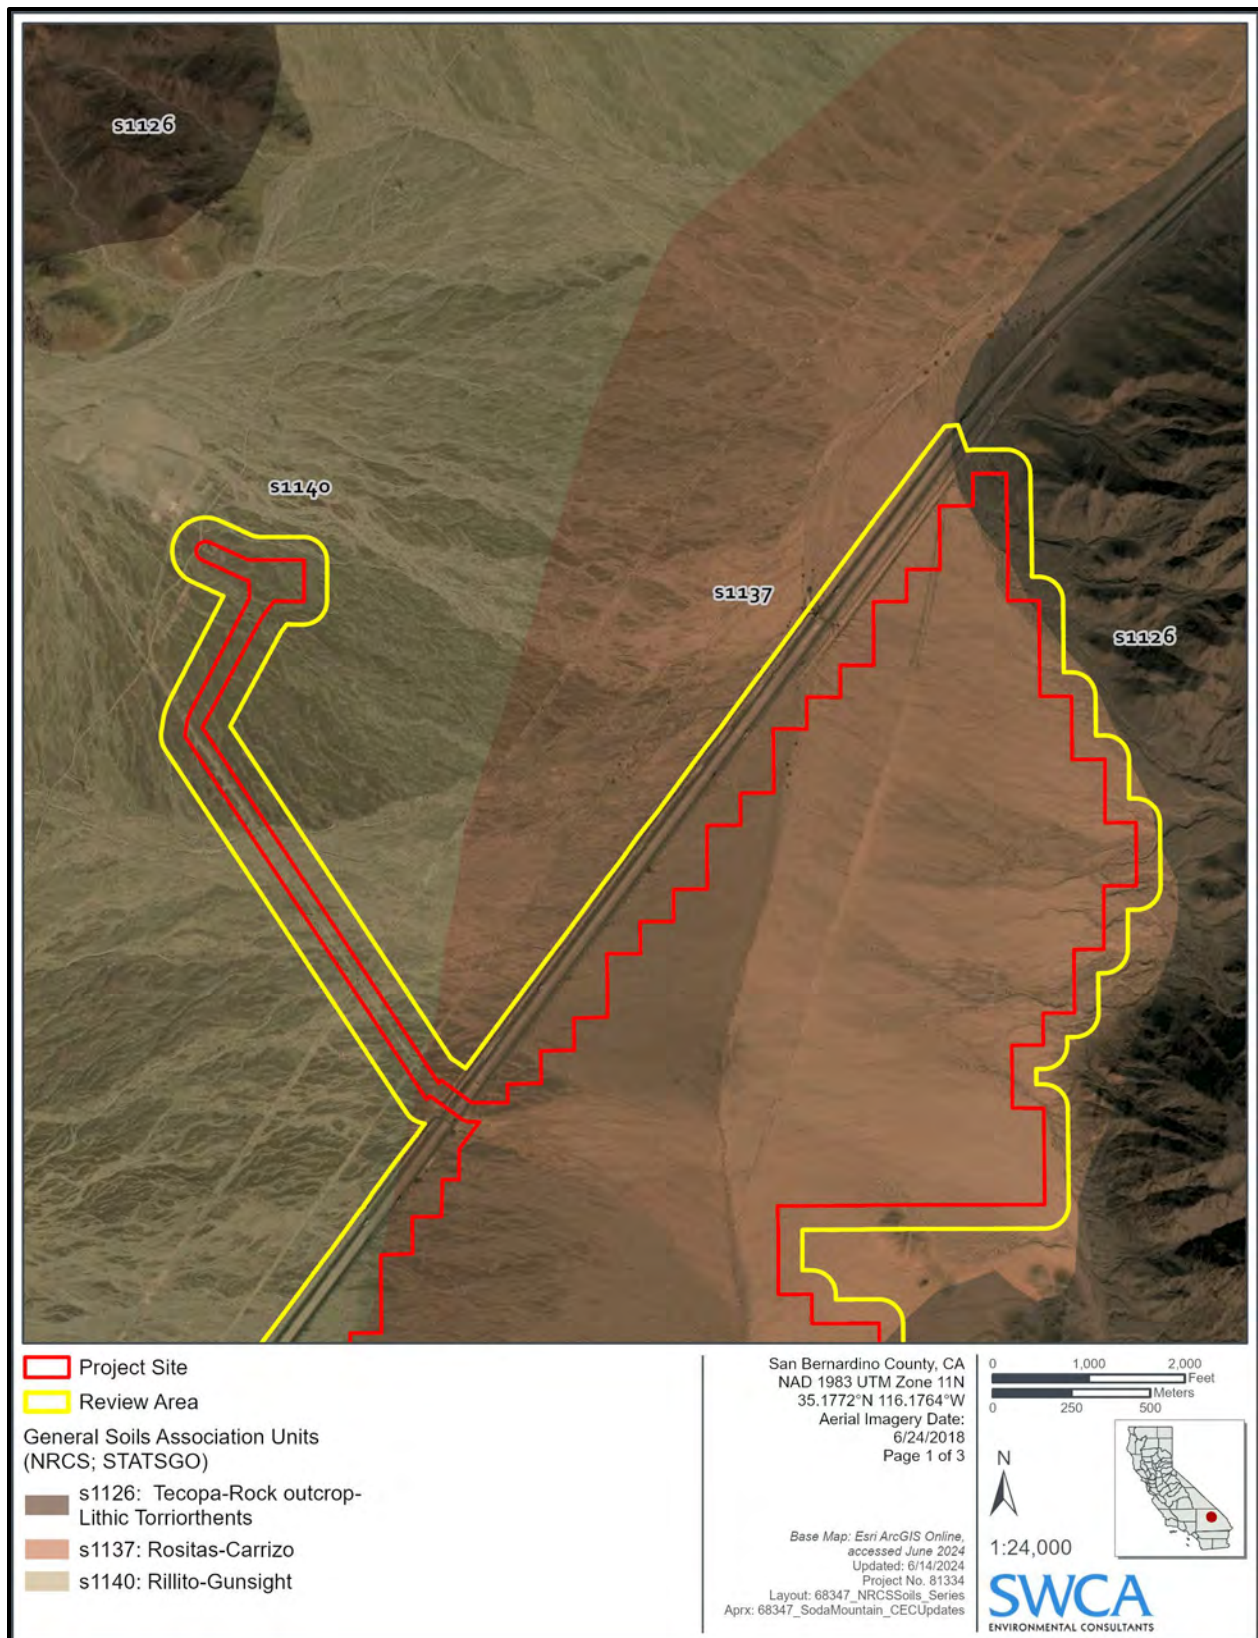 s1126
s1140
s1137
s1126
Project Site
Review Area
General Soils Association Units
(NRCS; STATSGO)
s1126: Tecopa-Rock outcrop-
Lithic Torriorthents
s1137: Rositas-Carrizo
s1140: Rillito-Gunsight
San Bernardino County, CA
NAD 1983 UTM Zone 11N
35.1772°N 116.1764°W
Aerial Imagery Date:
6/24/2018
Page 1 of 3
Base Map: Esri ArcGIS Online,
accessed June 2024
Updated: 6/14/2024
Project No. 81334
Layout: 68347_NRCSSoils_Series
Aprx: 68347_SodaMountain_CECUpdates
0 1,000 2,000
Feet
Meters
0 250 500
N
1:24,000
SWCA
ENVIRONMENTAL CONSULTANTS